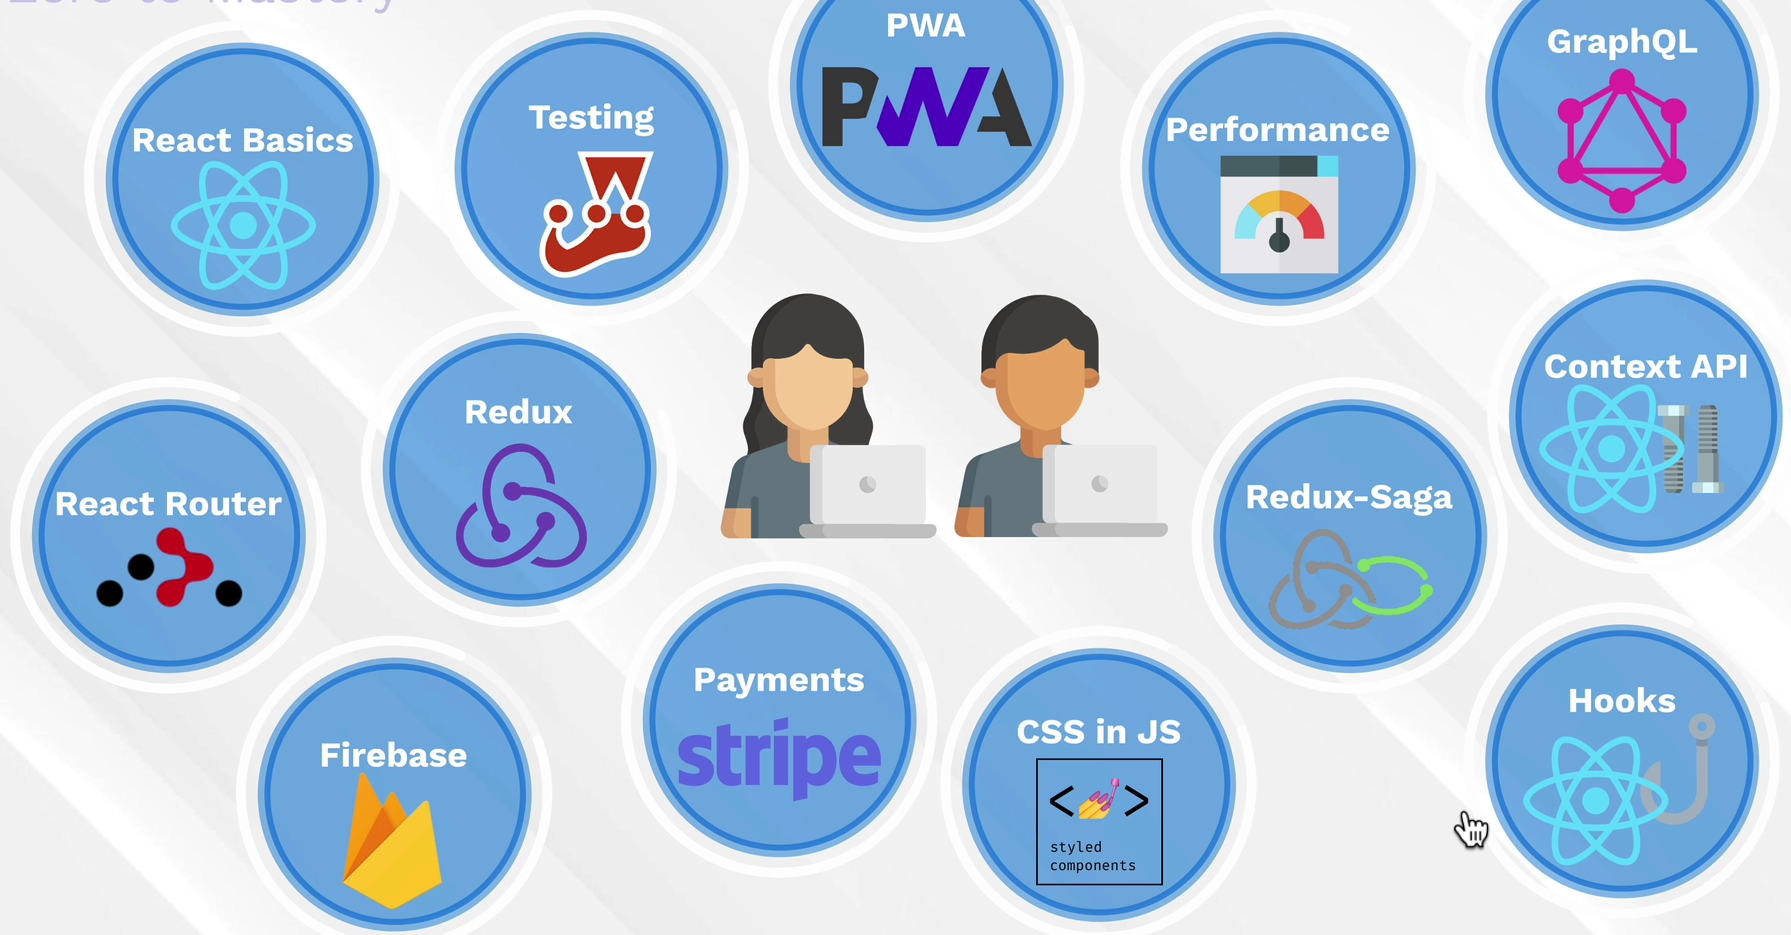 Zero to Mastery
PWA
PWA
GraphQL
Testing
Performance
React Basics
Context API
Redux
Redux-Saga
React Router
Payments
stripe
Hooks
CSS in JS
Firebase
< >
styled
components